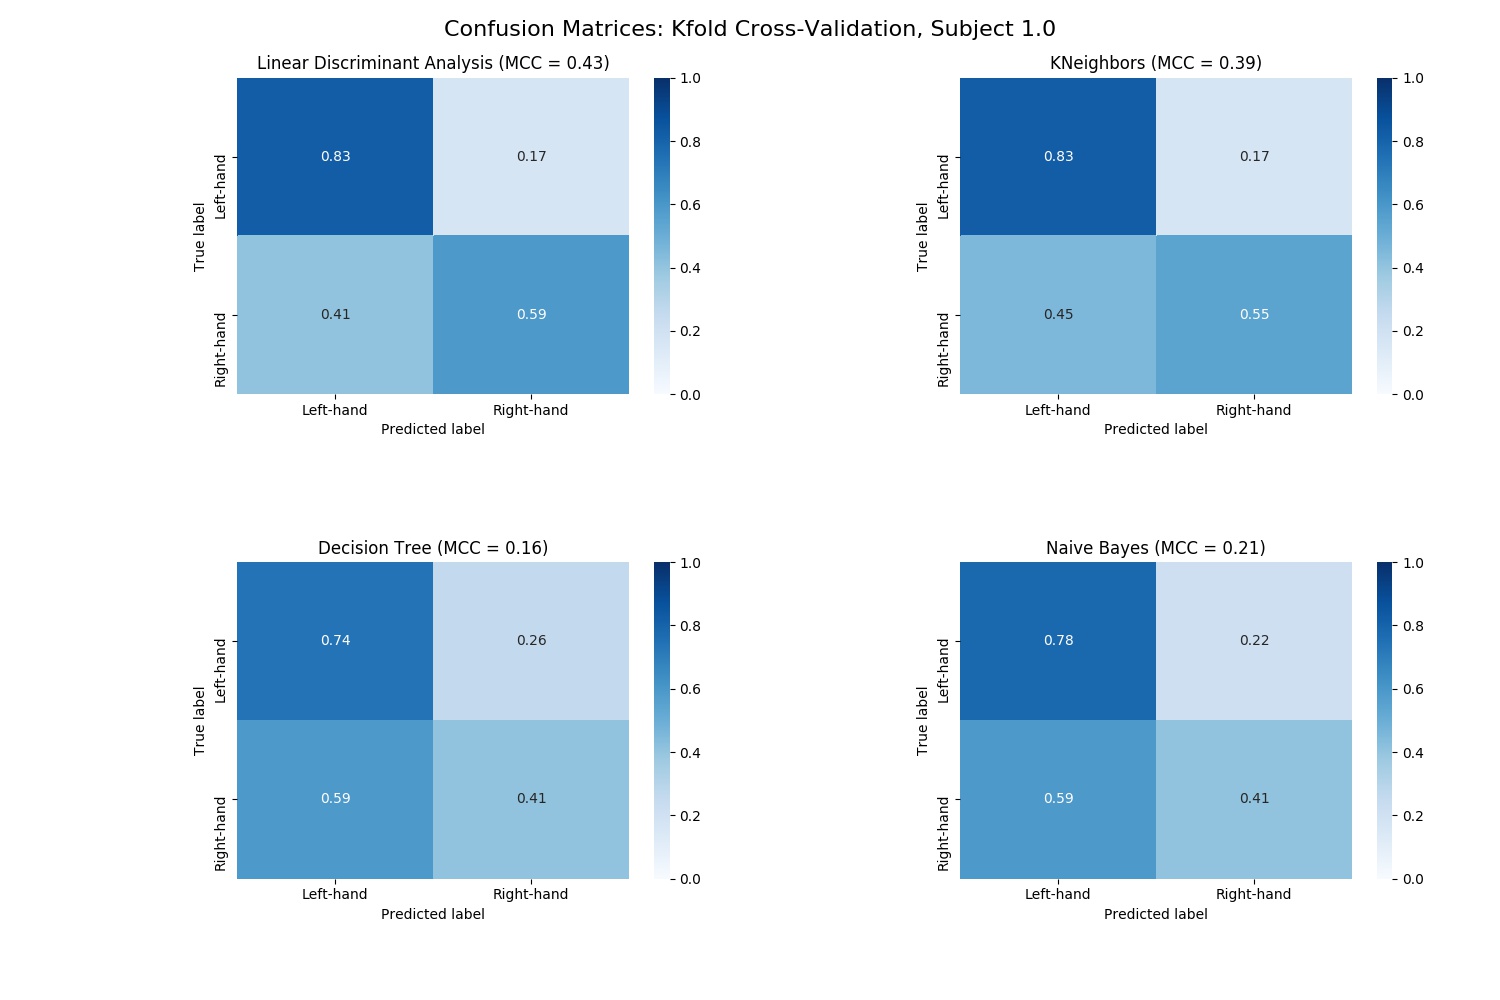 Confusion Matrices: Kfold Cross-Validation, Subject 1.0
Linear Discriminant Analysis (MCC = 0.43)
True label
Left-hand
Right-hand
0.83
0.17
0.41
0.59
Left-hand
Right-hand
Predicted label
1.0
0.8
0.6
0.4
0.2
0.0
KNeighbors (MCC = 0.39)
True label
Left-hand
Right-hand
0.83
0.17
0.45
0.55
Left-hand
Right-hand
Predicted label
1.0
0.8
0.6
0.4
0.2
0.0
Decision Tree (MCC = 0.16)
True label
Left-hand
Right-hand
0.74
0.26
0.59
0.41
Left-hand
Right-hand
Predicted label
1.0
0.8
0.6
0.4
0.2
0.0
Naive Bayes (MCC = 0.21)
True label
Left-hand
Right-hand
0.78
0.22
0.59
0.41
Left-hand
Right-hand
Predicted label
1.0
0.8
0.6
0.4
0.2
0.0